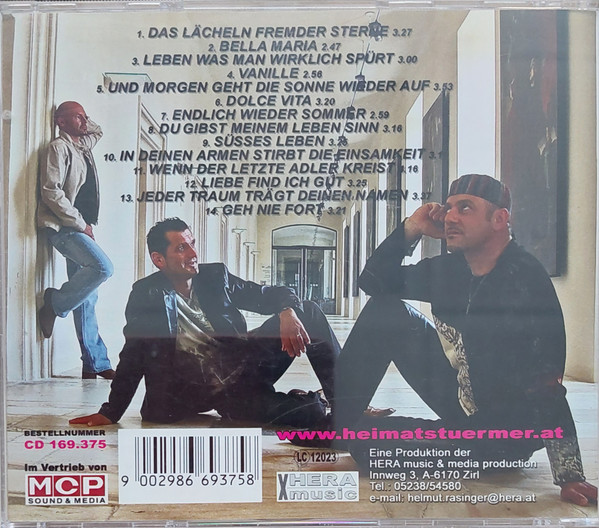 1. DAS LÄCHELN FREMDER STERNE 3.27
2. BELLA MARIA 2.47
3. LEBEN WAS MAN WIRKLICH SPÜRT 3.00
4. VANILLE 2.56
5. UND MORGEN GEHT DIE SONNE WIEDER AUF 3.53
6. DOLCE VITA 3.20
7. ENDLICH WIEDER SOMMER 2.59
8. DU GIBST MEINEM LEBEN SINN 3.16
9. SÜSSES LEBEN
10. IN DEINEN ARMEN STIRBT DIE EINSAMKEIT
11. WENN DER LETZTE ADLER KREIST 3.16
12. LIEBE FIND ICH GUT 3.25
13. JEDER TRAUM TRÄGT DEINEN NAMEN 3.27
14. GEH NIE FORT 3.21
www.heimatstuermer.at
BESTELLNUMMER
CD 169.375
Im Vertrieb von
MCP
SOUND & MEDIA
9 002986 693758
LC 12023
XHERA
music
Eine Produktion der
HERA music & media production
Innweg 3, A-6170 Zirl
Tel.: 05238/54580
e-mail: helmut.rasinger@hera.at